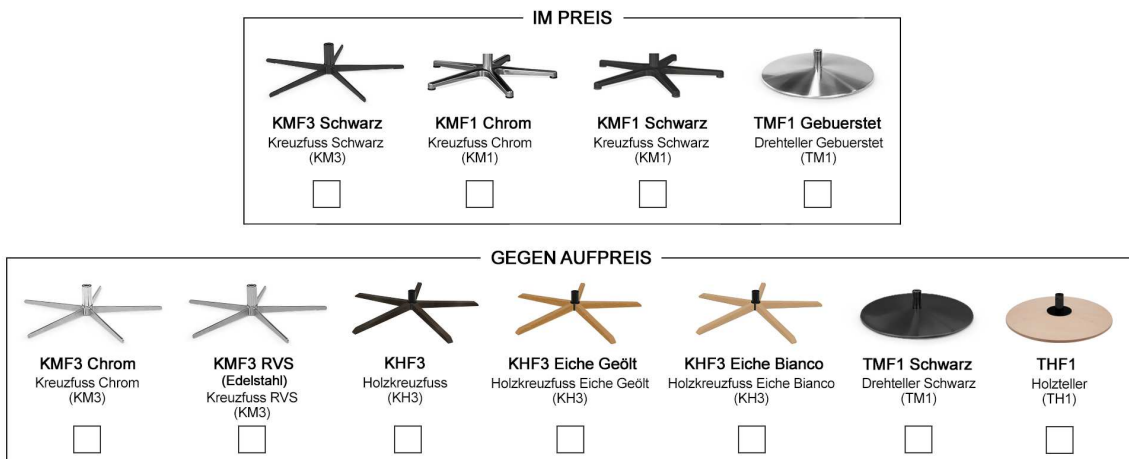 IM PREIS
KMF3 Schwarz
Kreuzfuss Schwarz
(KM3)
KMF1 Chrom
Kreuzfuss Chrom
(KM1)
KMF1 Schwarz
Kreuzfuss Schwarz
(KM1)
TMF1 Gebuerstet
Drehteller Gebuerstet
(TM1)
GEGEN AUFPREIS
KMF3 Chrom
Kreuzfuss Chrom
(KM3)
KMF3 RVS
(Edelstahl)
Kreuzfuss RVS
(KM3)
KHF3
Holzkreuzfuss
(KH3)
KHF3 Eiche Geölt
Holzkreuzfuss Eiche Geölt
(KH3)
KHF3 Eiche Bianco
Holzkreuzfuss Eiche Bianco
(KH3)
TMF1 Schwarz
Drehteller Schwarz
(TM1)
THF1
Holzteller
(TH1)